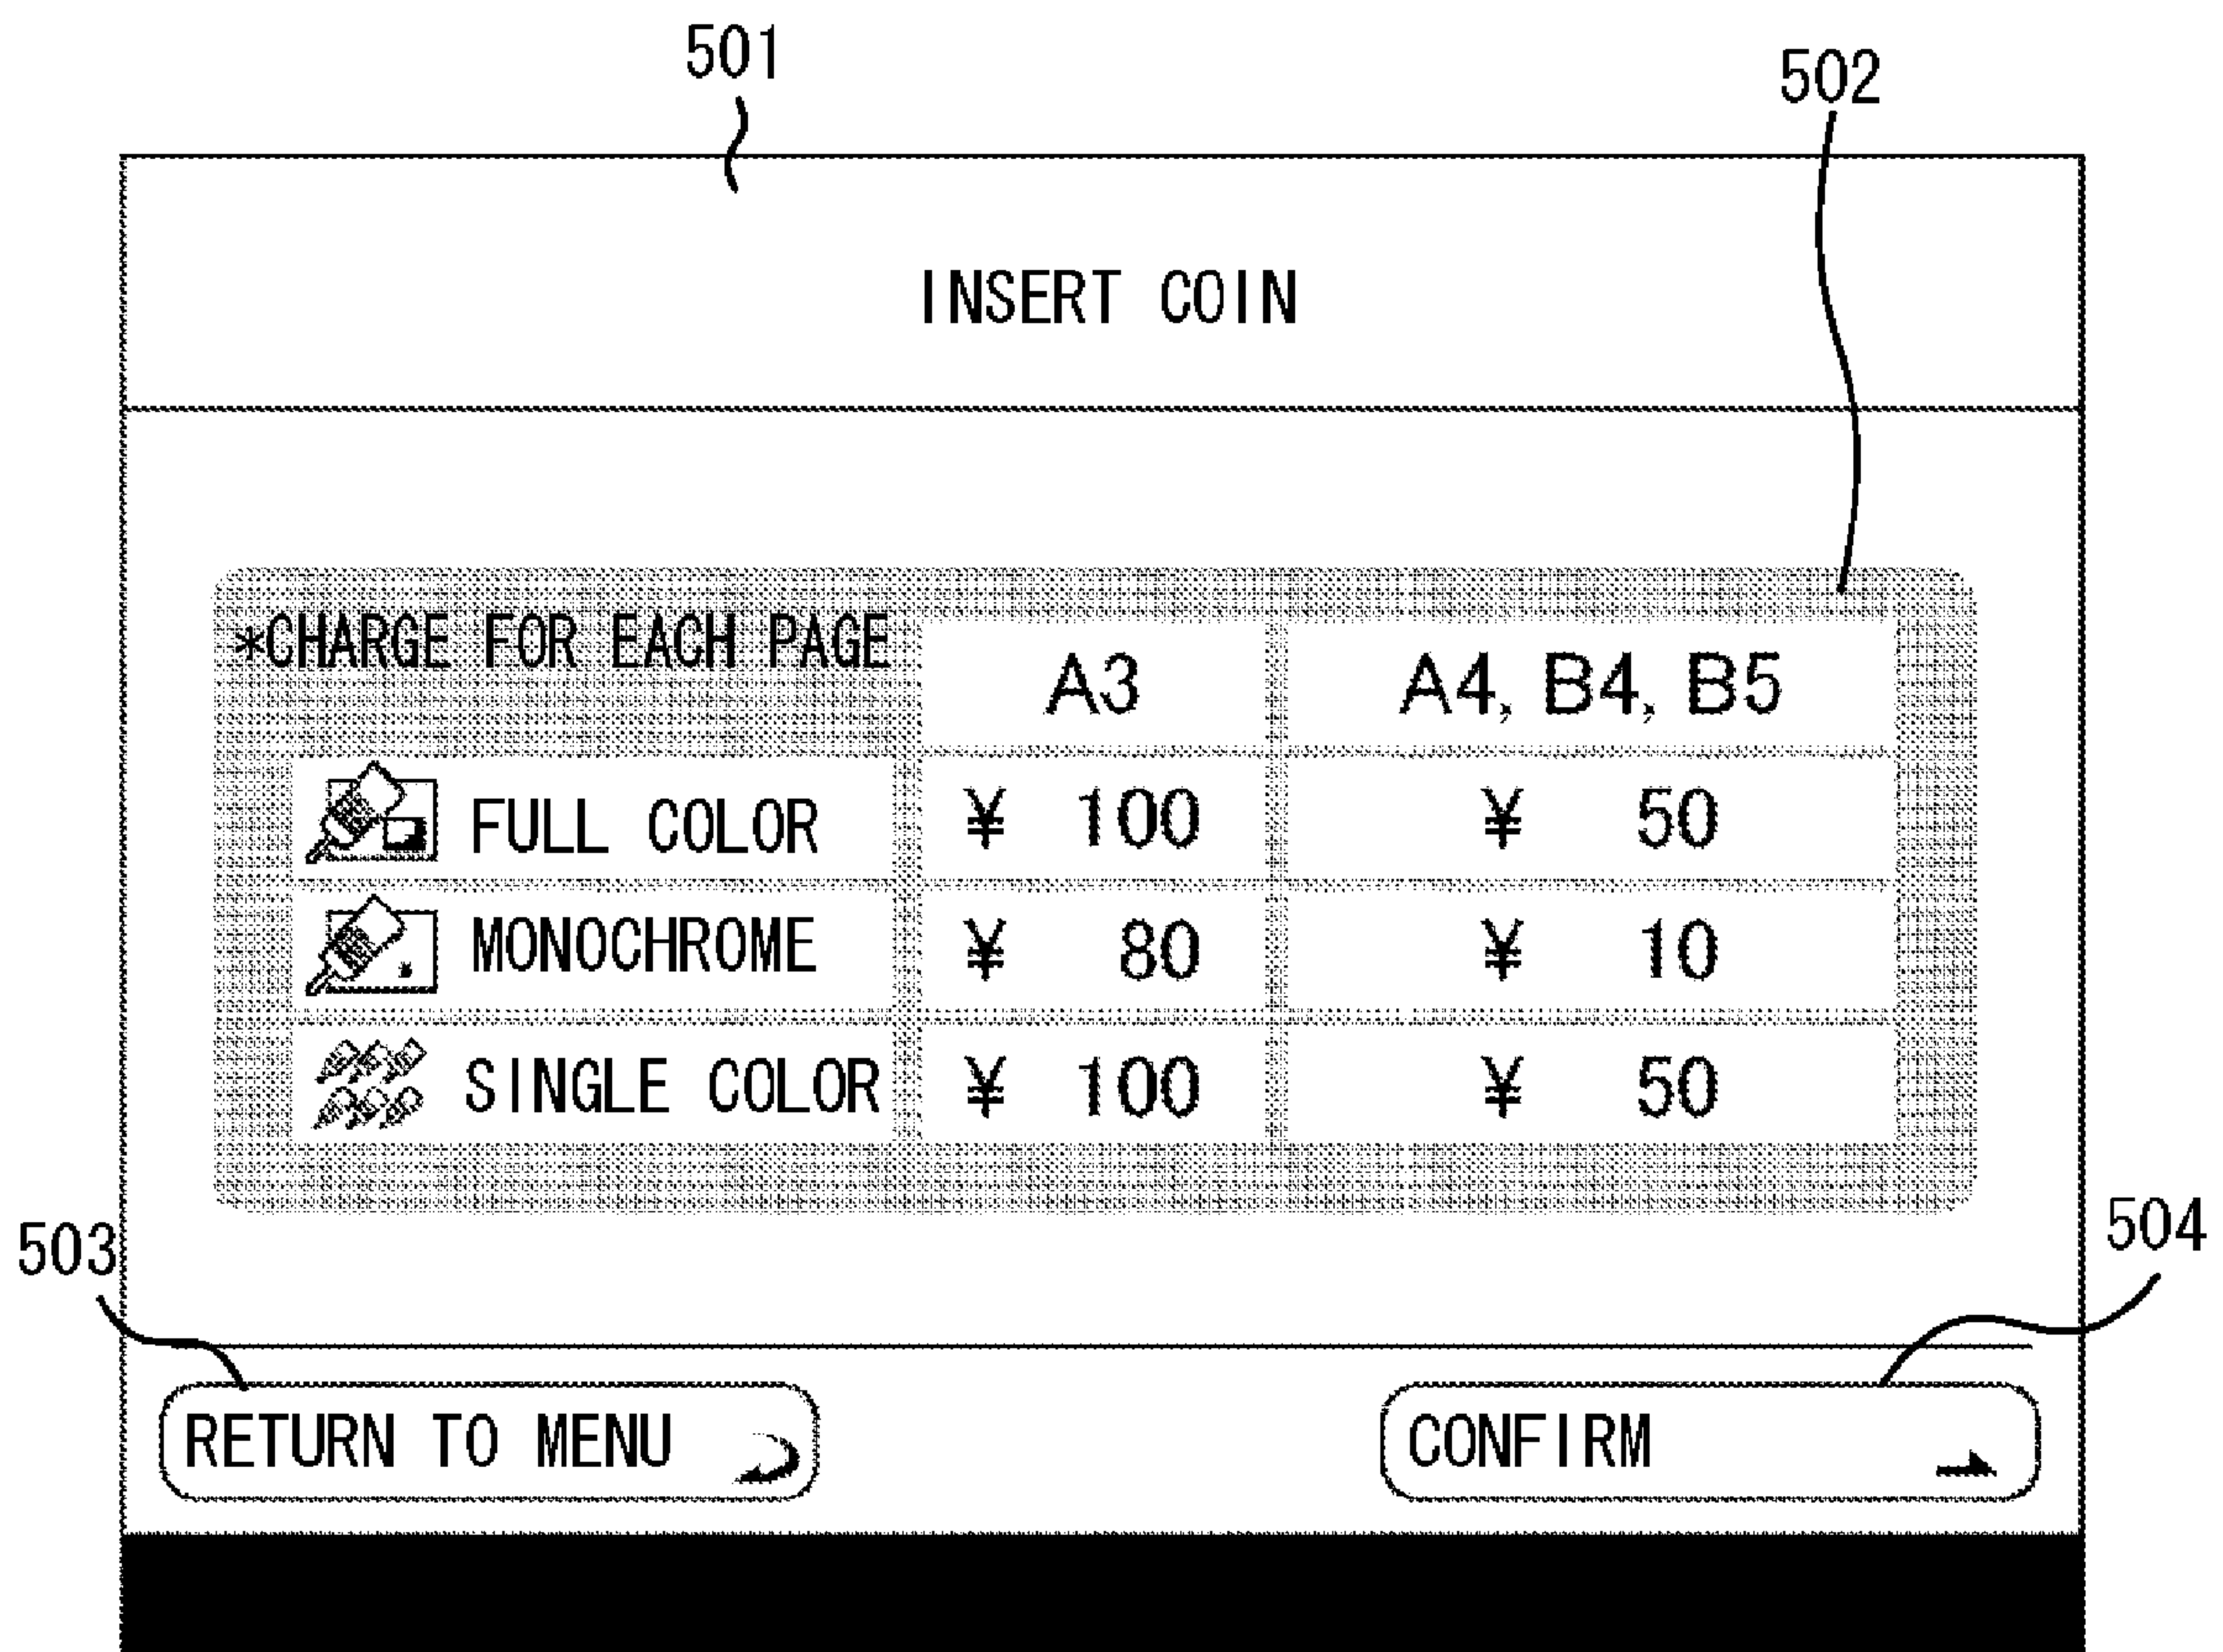 501
502
INSERT COIN
*CHARGE FOR EACH PAGE
A3 A4, B4, B5
FULL COLOR ¥ 100 ¥ 50
MONOCHROME ¥ 80 ¥ 10
SINGLE COLOR ¥ 100 ¥ 50
503
504
RETURN TO MENU
CONFIRM